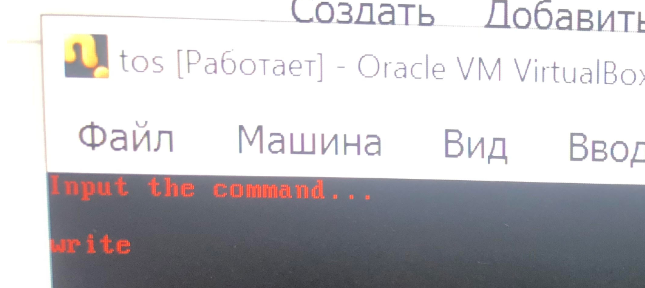 Создать Добавить
tos [Работает] - Oracle VM VirtualBox
Файл Машина Вид Ввод
Input the command...
write